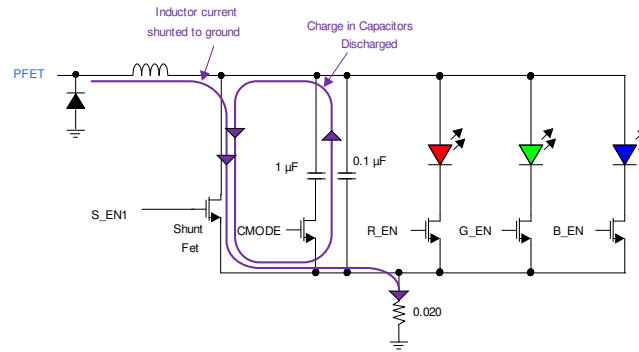 Inductor current
shunted to ground
Charge in Capacitors
Discharged
PFET
1 µF
0.1 µF
S_EN1
Shunt
Fet
CMODE
R_EN
G_EN
B_EN
0.020